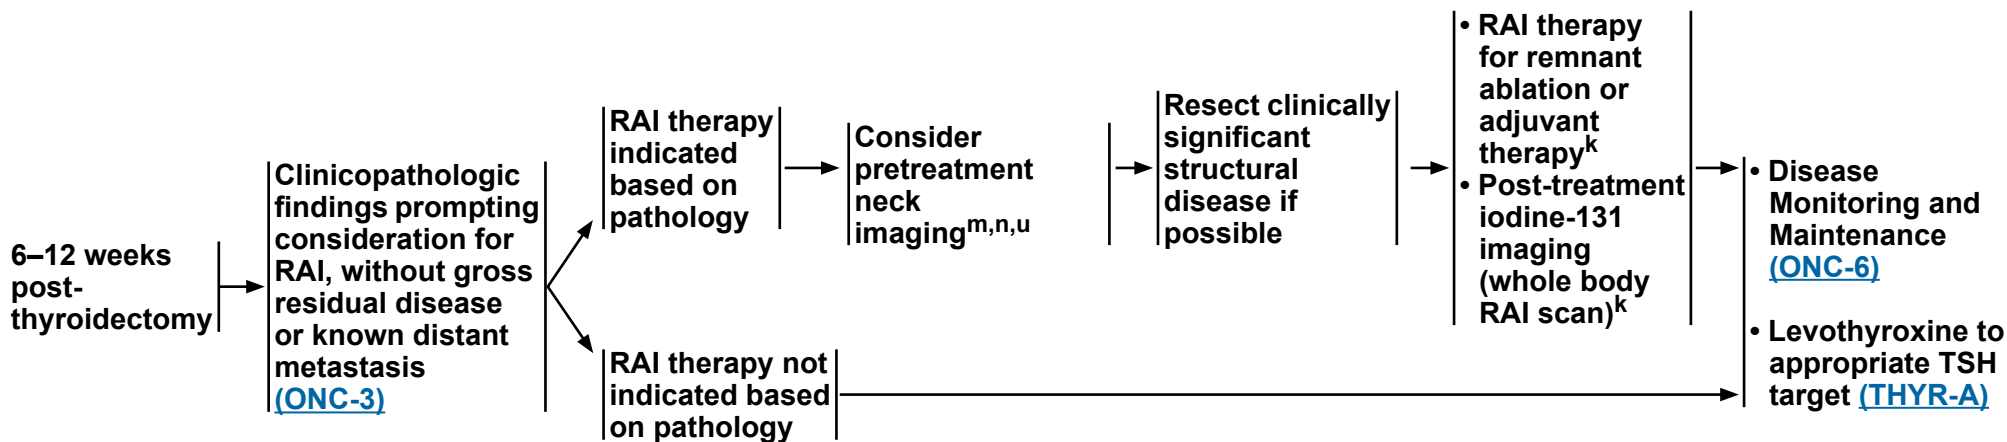 6–12 weeks
post-
thyroidectomy
Clinicopathologic
findings prompting
consideration for
RAI, without gross
residual disease
or known distant
metastasis
(ONC-3)
RAI therapy
indicated
based on
pathology
Consider
pretreatment
neck
imagingm,n,u
Resect clinically
significant
structural
disease if
possible
• RAI therapy
for remnant
ablation or
adjuvant
therapyk
• Post-treatment
iodine-131
imaging
(whole body
RAI scan)k
RAI therapy not
indicated based
on pathology
• Disease
Monitoring and
Maintenance
(ONC-6)
• Levothyroxine to
appropriate TSH
target (THYR-A)